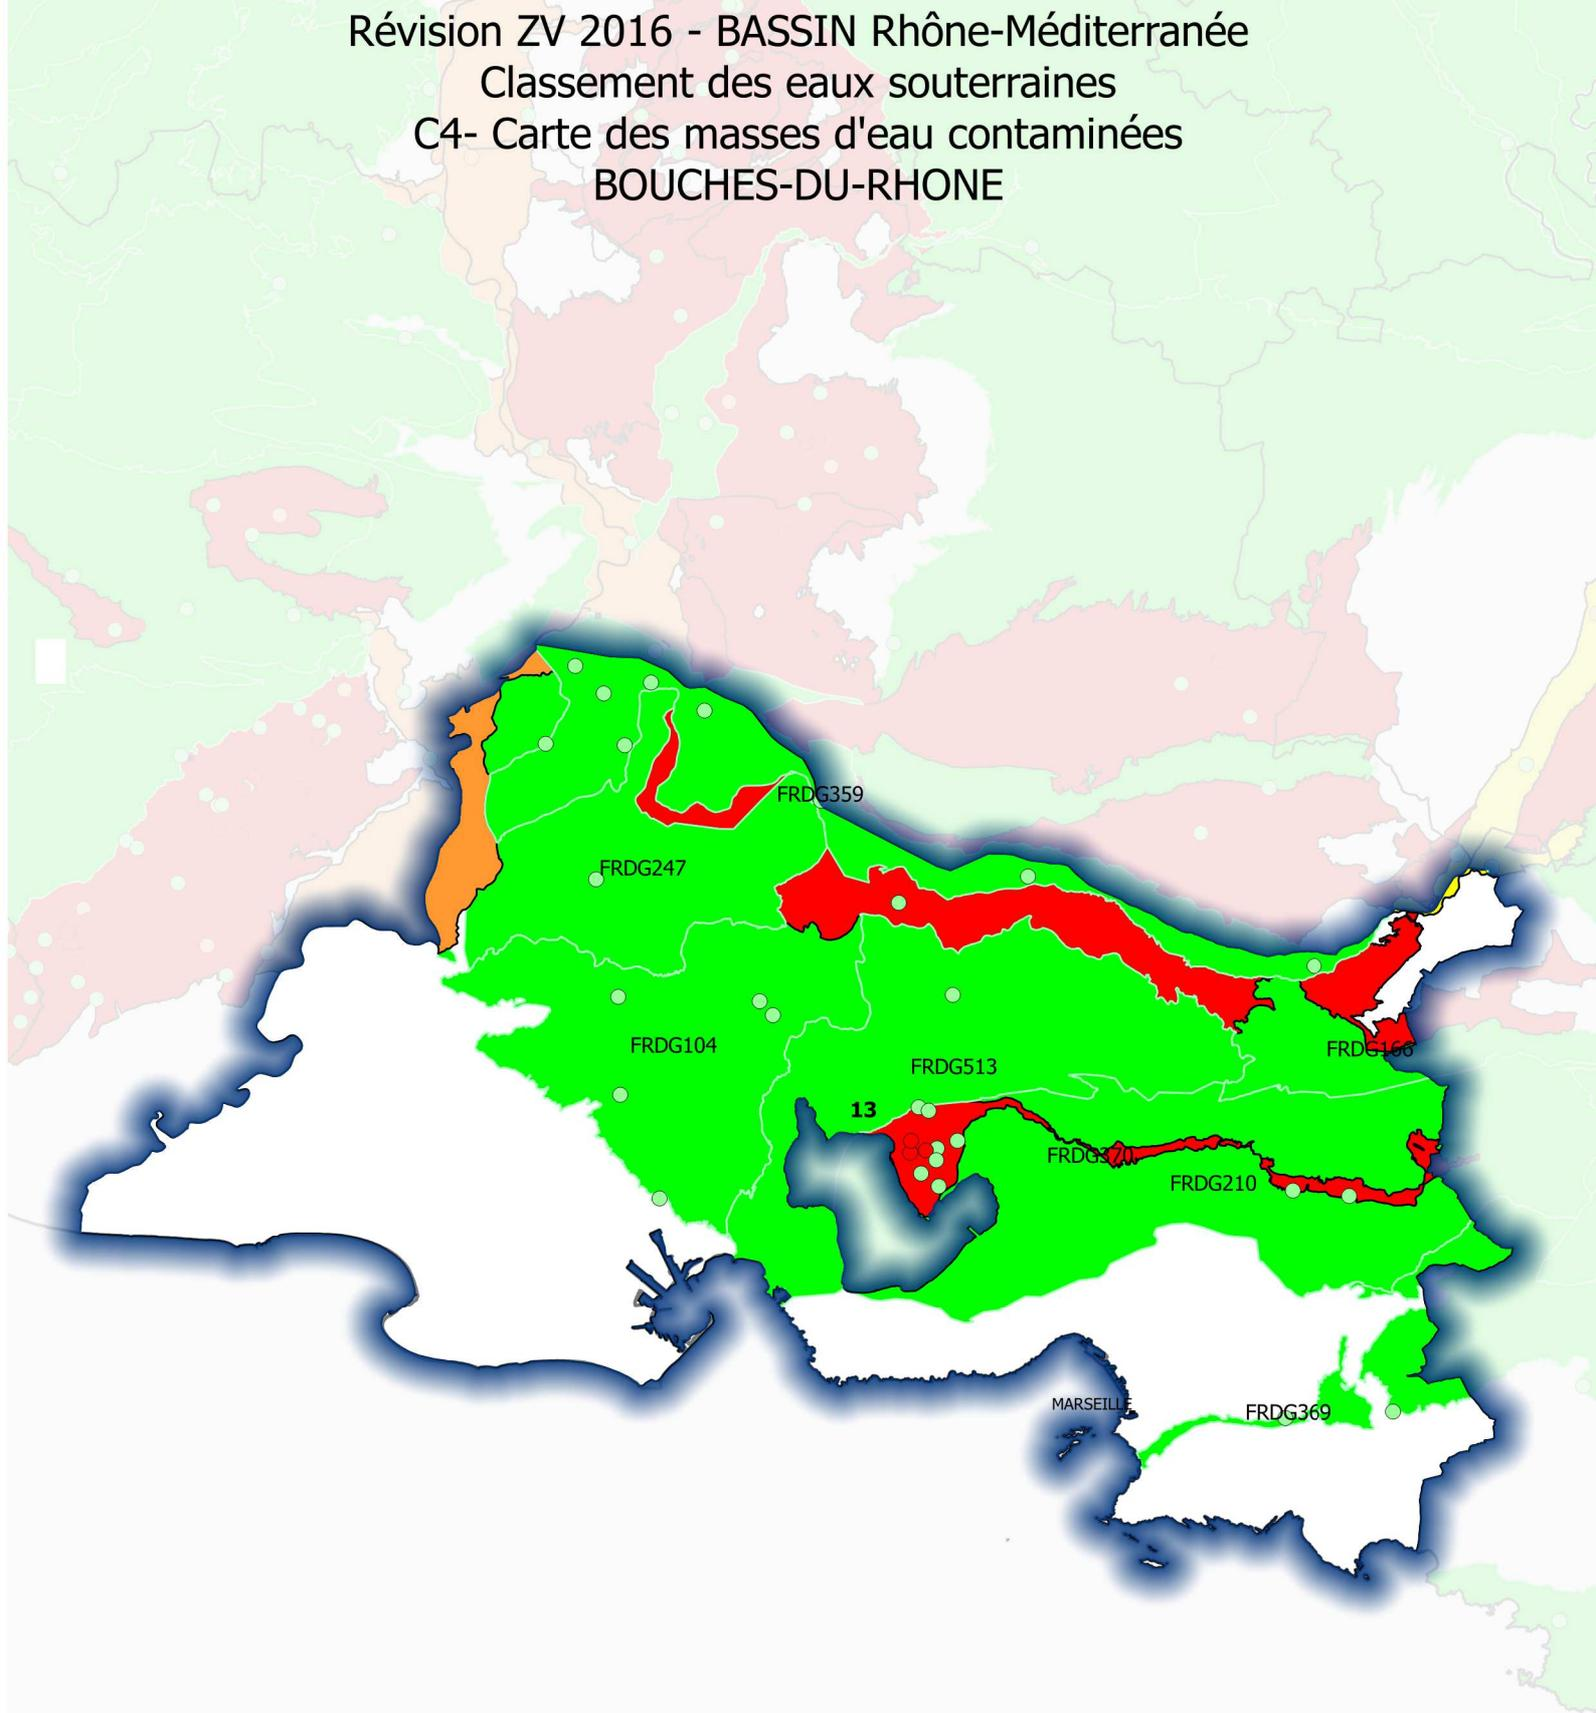 Révision ZV 2016 - BASSIN Rhône-Méditerranée
Classement des eaux souterraines
C4- Carte des masses d'eau contaminées
BOUCHES-DU-RHONE
FRDG359
FRDG247
FRDG104
FRDG166
FRDG513
13
FRDG370
FRDG210
MARSEILLE
FRDG369